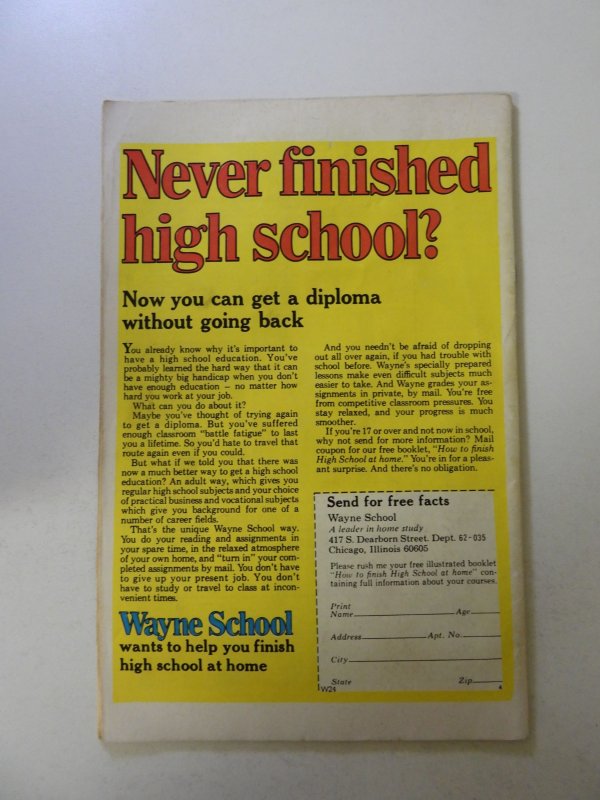 Never finished
high school?
Now you can get a diploma
without going back
You already know why it's important to
have a high school education. You've
probably learned the hard way that it can
be a mighty big handicap when you don't
have enough education — no matter how
hard you work at your job.
What can you do about it?
Maybe you've thought of trying again
to get a diploma. But you've suffered
enough classroom "battle fatigue" to last
you a lifetime. So you'd hate to travel that
route again even if you could.
But what if we told you that there was
now a much better way to get a high school
education? An adult way, which gives you
regular high school subjects and your choice
of practical business and vocational subjects
which give you background for one of a
number of career fields.
That's the unique Wayne School way.
You do your reading and assignments in
your spare time, in the relaxed atmosphere
of your own home, and "turn in" your com-
pleted assignments by mail. You don't have
to give up your present job. You don't
have to study or travel to class at incon-
venient times.
Wayne School
wants to help you finish
high school at home
And you needn't be afraid of dropping
out all over again, if you had trouble with
school before. Wayne's specially prepared
lessons make even difficult subjects much
easier to take. And Wayne grades your as-
signments in private, by mail. You're free
from competitive classroom pressures. You
stay relaxed, and your progress is much
smoother.
If you're 17 or over and not now in school,
why not send for more information? Mail
coupon for our free booklet, "How to finish
High School at home." You're in for a pleas-
ant surprise. And there's no obligation.
Send for free facts
Wayne School
A leader in home study
417 S. Dearborn Street. Dept. 62-035
Chicago, Illinois 60605
Please rush me your free illustrated booklet
"How to finish High School at home" con-
taining full information about your courses.
Print
Name Age
Address Apt. No.
City
State Zip
W24 4